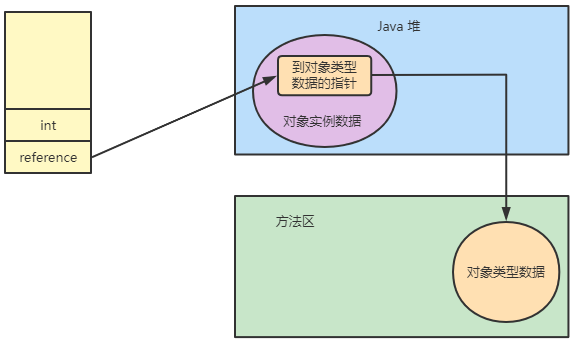 Java 堆
到对象类型
数据的指针
对象实例数据
int
reference
方法区
对象类型数据